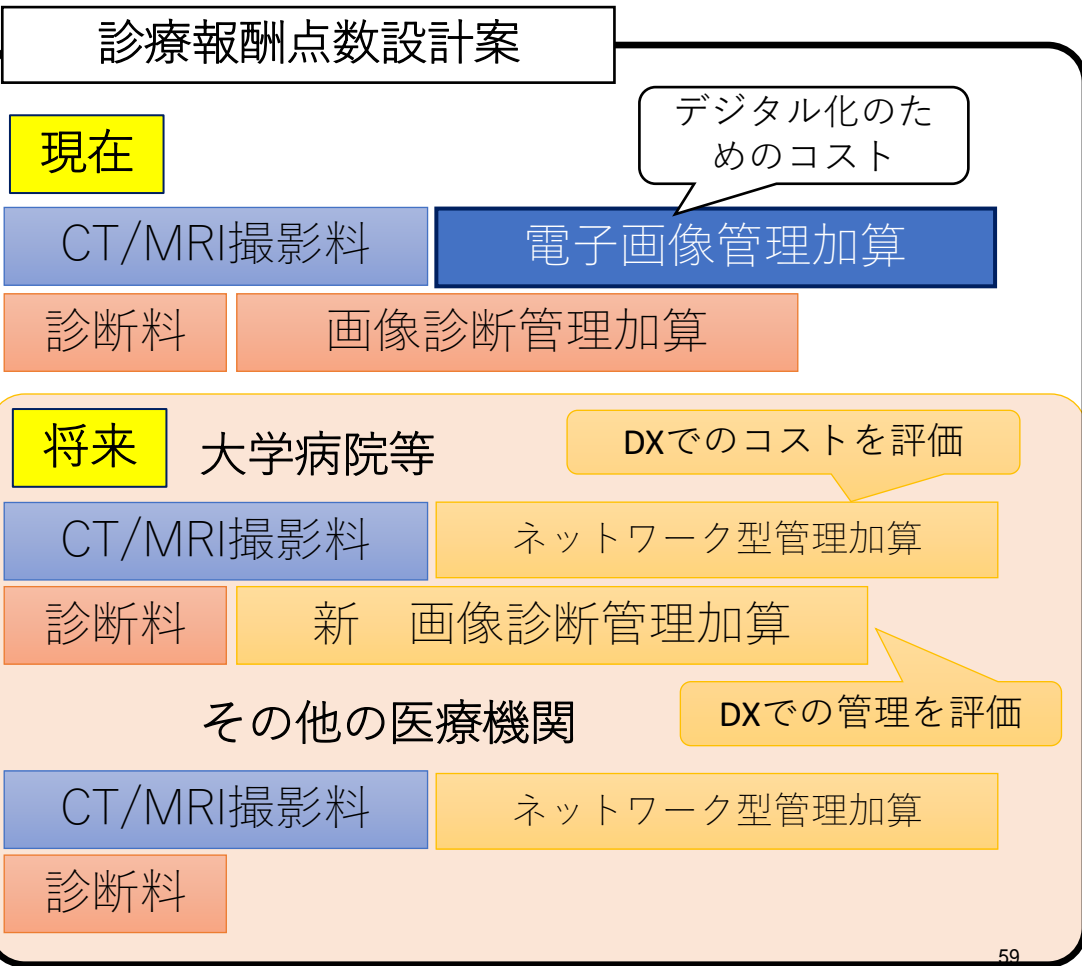 診療報酬点数設計案
現在
デジタル化のた
めのコスト
CT/MRI撮影料
電子画像管理加算
診断料
画像診断管理加算
将来
大学病院等
DXでのコストを評価
CT/MRI撮影料
ネットワーク型管理加算
診断料
新　画像診断管理加算
その他の医療機関
DXでの管理を評価
CT/MRI撮影料
ネットワーク型管理加算
診断料
59